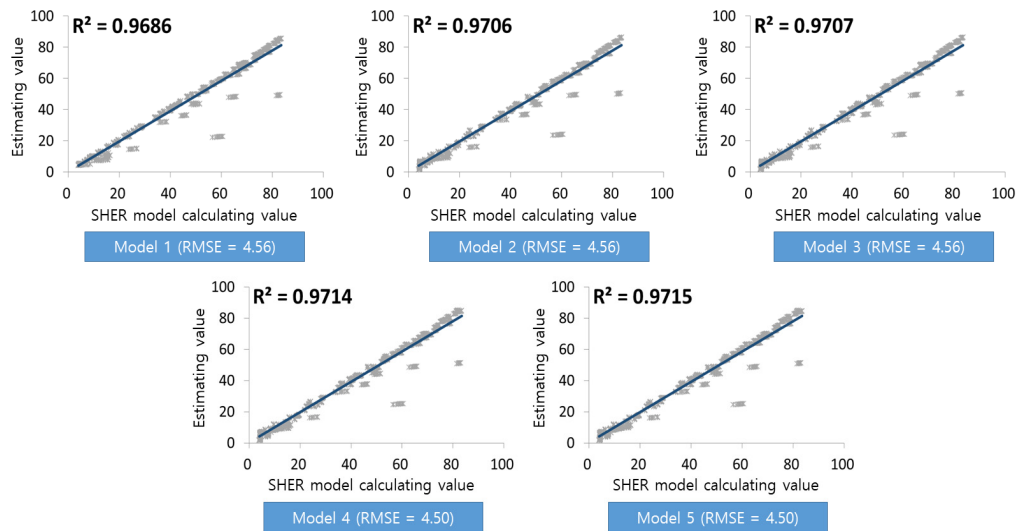 R² = 0.9686
Estimating value
100
80
60
40
20
0
0 20 40 60 80 100
SHER model calculating value
Model 1 (RMSE = 4.56)
R² = 0.9706
Estimating value
100
80
60
40
20
0
0 20 40 60 80 100
SHER model calculating value
Model 2 (RMSE = 4.56)
R² = 0.9707
Estimating value
100
80
60
40
20
0
0 20 40 60 80 100
SHER model calculating value
Model 3 (RMSE = 4.56)
R² = 0.9714
Estimating value
100
80
60
40
20
0
0 20 40 60 80 100
SHER model calculating value
Model 4 (RMSE = 4.50)
R² = 0.9715
Estimating value
100
80
60
40
20
0
0 20 40 60 80 100
SHER model calculating value
Model 5 (RMSE = 4.50)